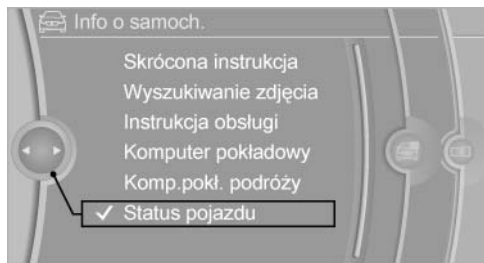 Info o samoch.
Skrócona instrukcja
Wyszukiwanie zdjęcia
Instrukcja obsługi
Komputer pokładowy
Komp.pokł. podróży
Status pojazdu